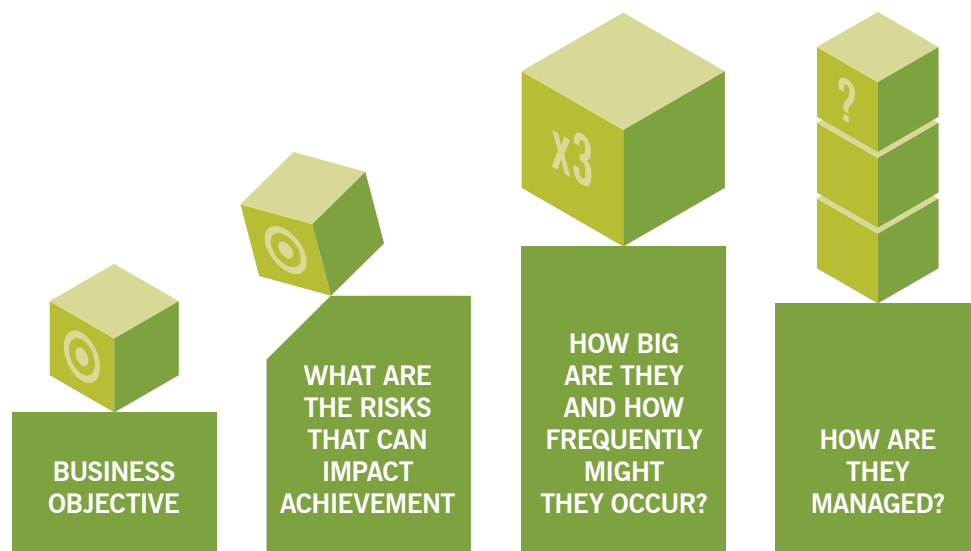 BUSINESS
OBJECTIVE
WHAT ARE
THE RISKS
THAT CAN
IMPACT
ACHIEVEMENT
x3
HOW BIG
ARE THEY
AND HOW
FREQUENTLY
MIGHT
THEY OCCUR?
?
HOW ARE
THEY
MANAGED?